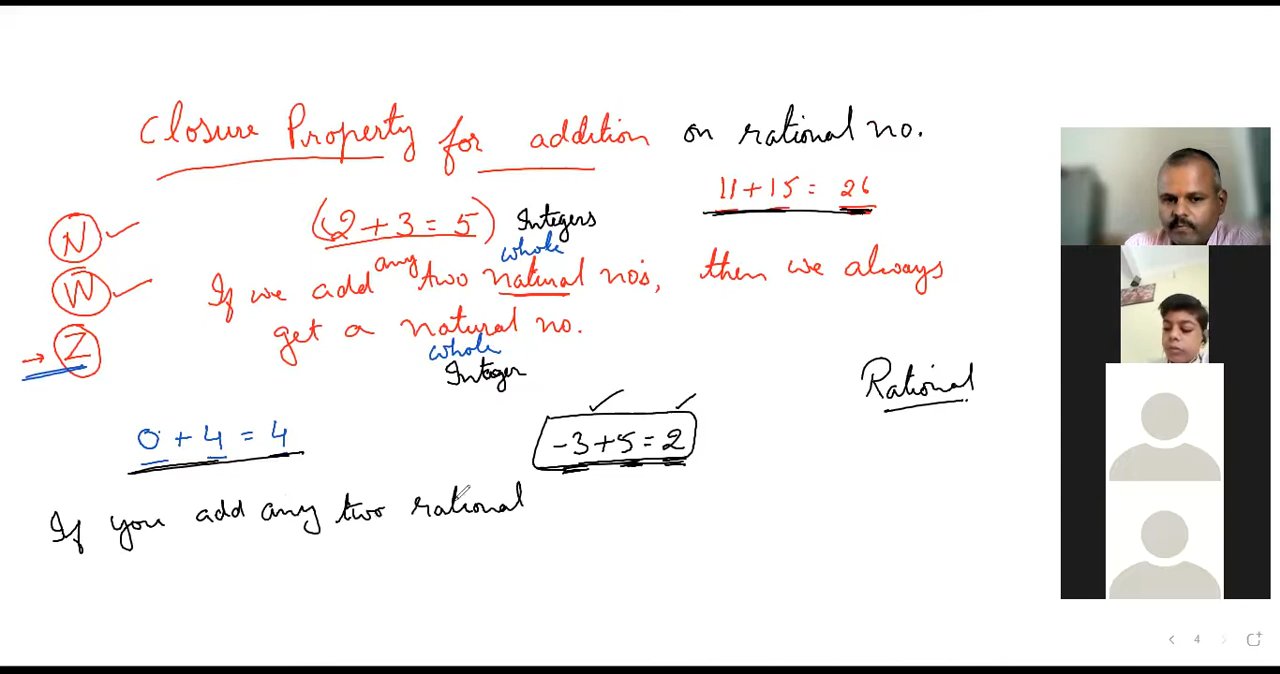 Closure Property for addition on rational no.
11 + 15 = 26
N
(2 + 3 = 5) Integers
whole
W
any
If we add two natural no's, then we always
get a natural no.
Z
whole
Integer
Rational
0 + 4 = 4
-3 + 5 = 2
If you add any two rational
4